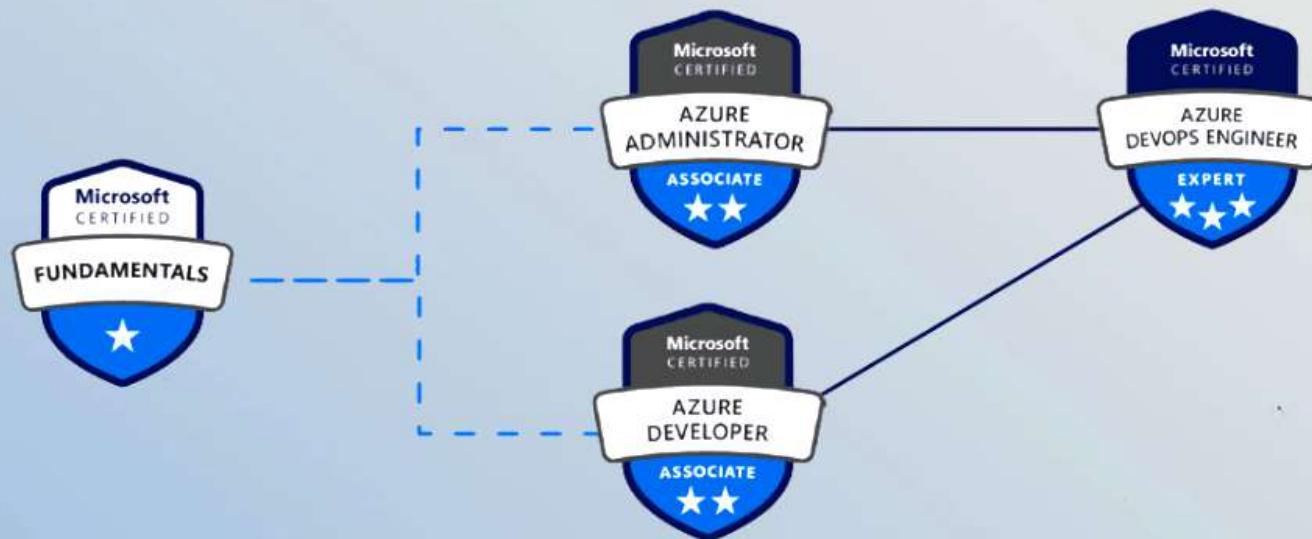 Microsoft
CERTIFIED
FUNDAMENTALS
Microsoft
CERTIFIED
AZURE
ADMINISTRATOR
ASSOCIATE
Microsoft
CERTIFIED
AZURE
DEVELOPER
ASSOCIATE
Microsoft
CERTIFIED
AZURE
DEVOPS ENGINEER
EXPERT